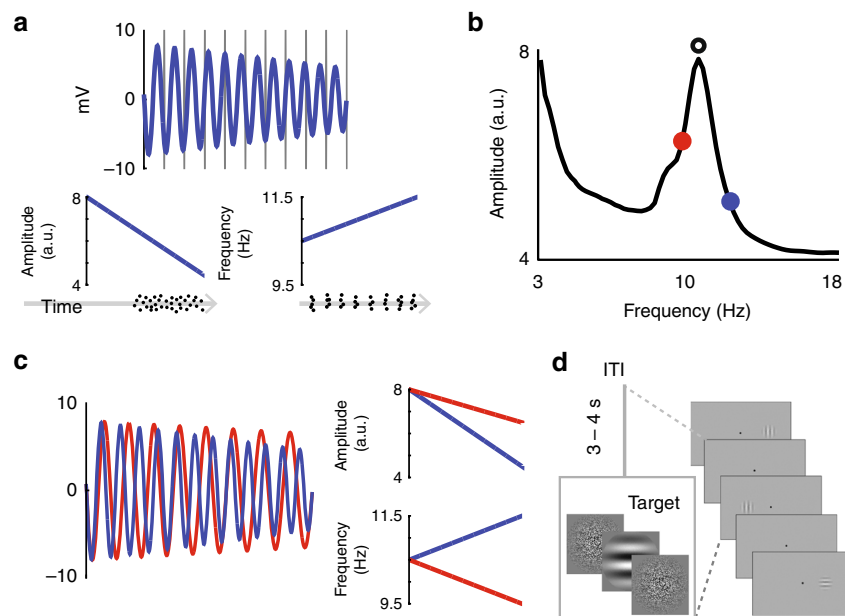 a
10
0
−10
mV
8
4
Amplitude
(a.u.)
11.5
9.5
Frequency
(Hz)
Time
b
8
4
Amplitude (a.u.)
3
10
18
Frequency (Hz)
c
10
0
−10
8
4
Amplitude
(a.u.)
11.5
9.5
Frequency
(Hz)
d
ITI
3 – 4 s
Target